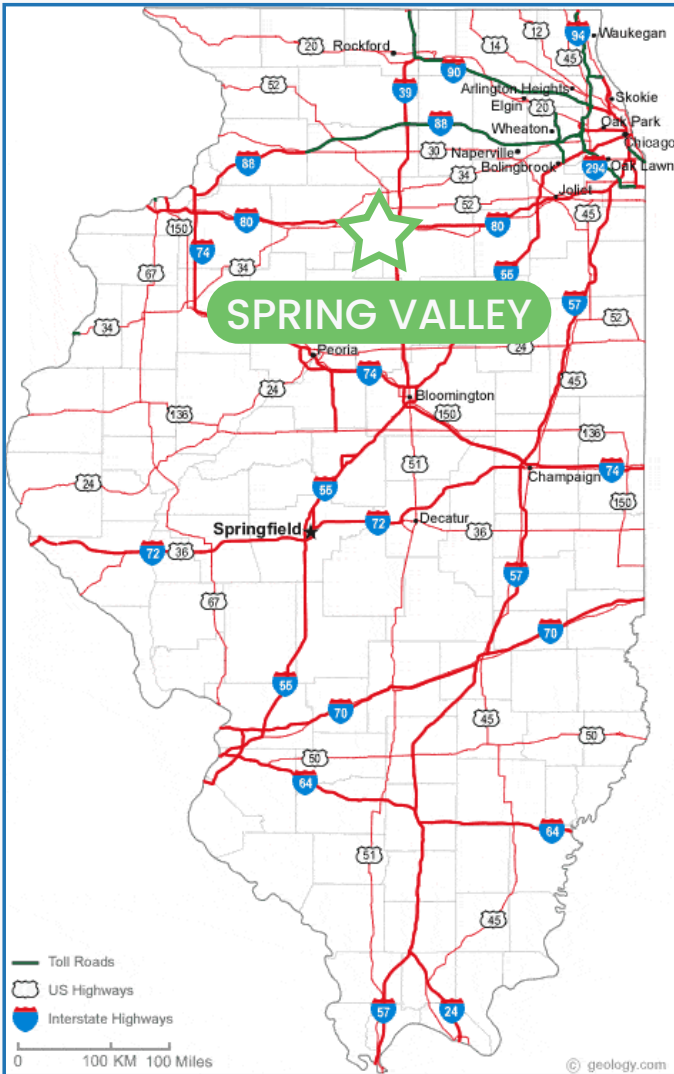 12
14
94
Waukegan
20
Rockford
45
90
52
Arlington Heights
39
Elgin
20
Skokie
88
Oak Park
Wheaton
Chicago
30
Naperville
88
Bolingbrook
294
Oak Lawn
34
Joliet
52
45
150
80
80
74
34
55
67
57
SPRING VALLEY
52
34
24
Peoria
74
45
24
Bloomington
150
136
136
51
74
Champaign
24
55
150
72
Decatur
Springfield
36
72
36
57
67
70
55
70
45
50
50
64
64
51
45
Toll Roads
US Highways
Interstate Highways
57
24
0
100 KM
100 Miles
© geology.com